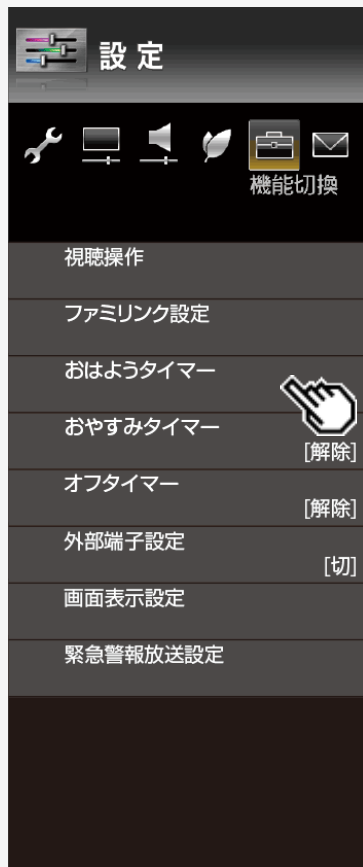 設定
機能切換
視聴操作
ファミリンク設定
おはようタイマー
おやすみタイマー
[解除]
オフタイマー
[解除]
外部端子設定
[切]
画面表示設定
緊急警報放送設定